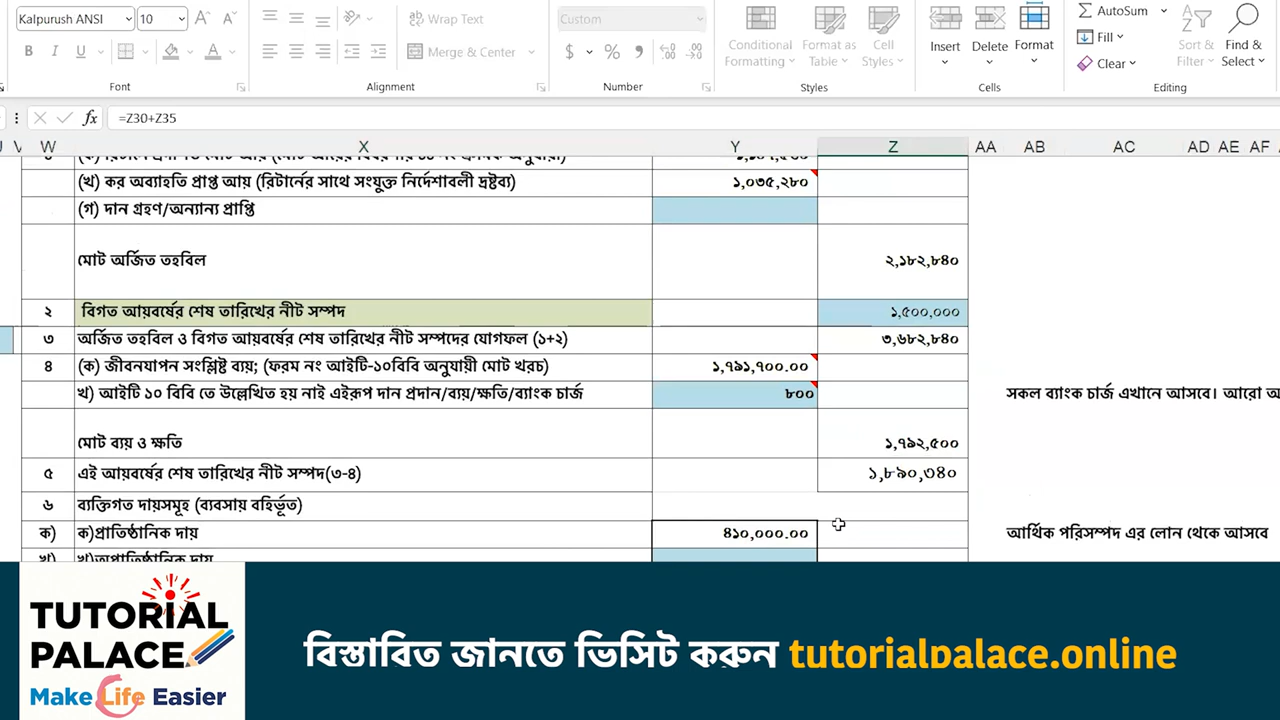 Kalpurush ANSI 10 A A Wrap Text Custom AutoSum
B I U A Merge & Center $ % Conditional Formatting Format as Table Cell Styles Insert Delete Format Fill Sort & Filter Find & Select
Clear
Font Alignment Number Styles Cells Editing
fx =Z30+Z35
W X Y Z AA AB AC AD AE AF
(খ) কর অব্যাহতি প্রাপ্ত আয় (রিটার্নের সাথে সংযুক্ত নির্দেশাবলী দ্রষ্টব্য) ১,০৩৫,২৮০
(গ) দান গ্রহণ/অন্যান্য প্রাপ্তি
মোট অর্জিত তহবিল ২,১৮২,৮৪০
২ বিগত আয়বর্ষের শেষ তারিখের নীট সম্পদ ১,৫০০,০০০
৩ অর্জিত তহবিল ও বিগত আয়বর্ষের শেষ তারিখের নীট সম্পদের যোগফল (১+২) ৩,৬৮২,৮৪০
৪ (ক) জীবনযাপন সংশ্লিষ্ট ব্যয়; (ফরম নং আইটি-১০বিবি অনুযায়ী মোট খরচ) ১,৭৯১,৭০০.০০
খ) আইটি ১০ বিবি তে উল্লেখিত হয় নাই এইরূপ দান প্রদান/ব্যয়/ক্ষতি/ব্যাংক চার্জ ৮০০ সকল ব্যাংক চার্জ এখানে আসবে। আরো
মোট ব্যয় ও ক্ষতি ১,৭৯২,৫০০
৫ এই আয়বর্ষের শেষ তারিখের নীট সম্পদ(৩-৪) ১,৮৯০,৩৪০
৬ ব্যক্তিগত দায়সমূহ (ব্যবসায় বহির্ভূত)
ক) ক)প্রাতিষ্ঠানিক দায় ৪১০,০০০.০০ আর্থিক পরিসম্পদ এর লোন থেকে আসবে
খ) খ)অপ্রাতিষ্ঠানিক দায়
TUTORiAL
PALACE
Make Life Easier
বিস্তারিত জানতে ভিসিট করুন tutorialpalace.online